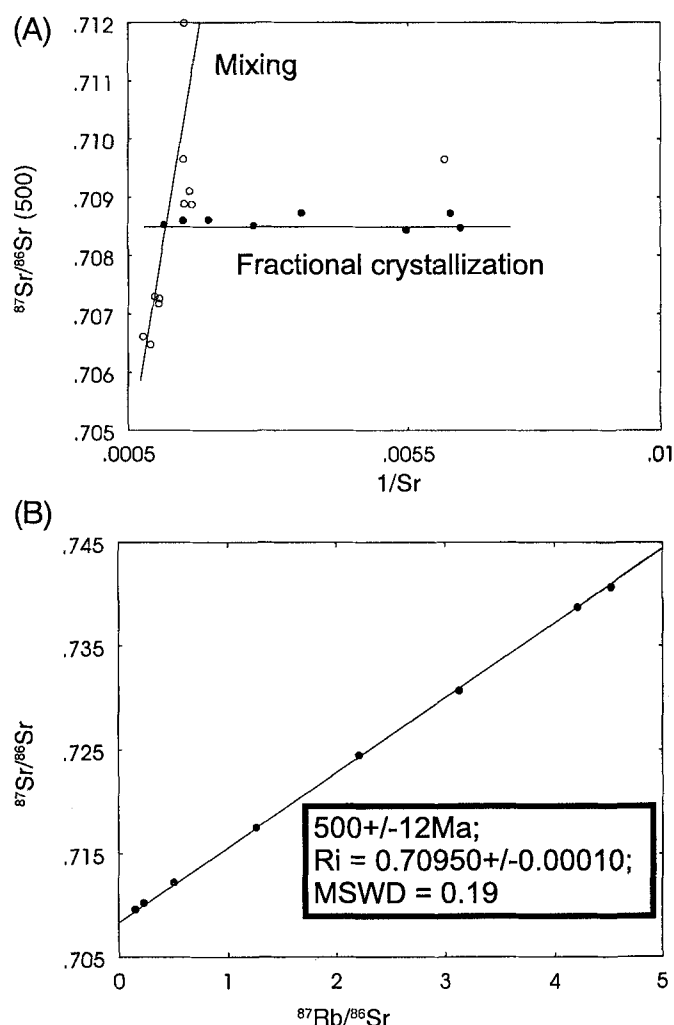 (A)
.712
.711
.710
.709
.708
.707
.706
.705
⁸⁷Sr/⁸⁶Sr (500)
Mixing
Fractional crystallization
.0005
.0055
.01
1/Sr
(B)
.745
.735
.725
.715
.705
⁸⁷Sr/⁸⁶Sr
500+/-12Ma;
Ri = 0.70950+/-0.00010;
MSWD = 0.19
0
1
2
3
4
5
⁸⁷Rb/⁸⁶Sr